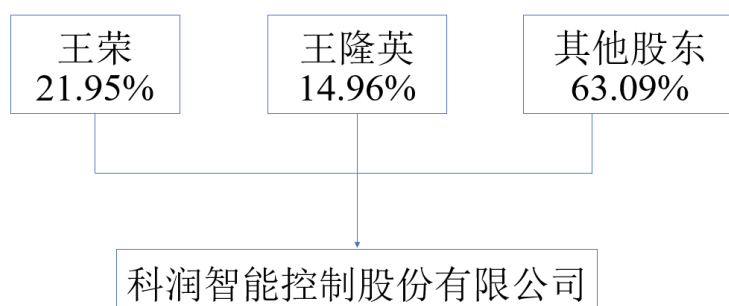 王荣
21.95%
王隆英
14.96%
其他股东
63.09%
科润智能控制股份有限公司